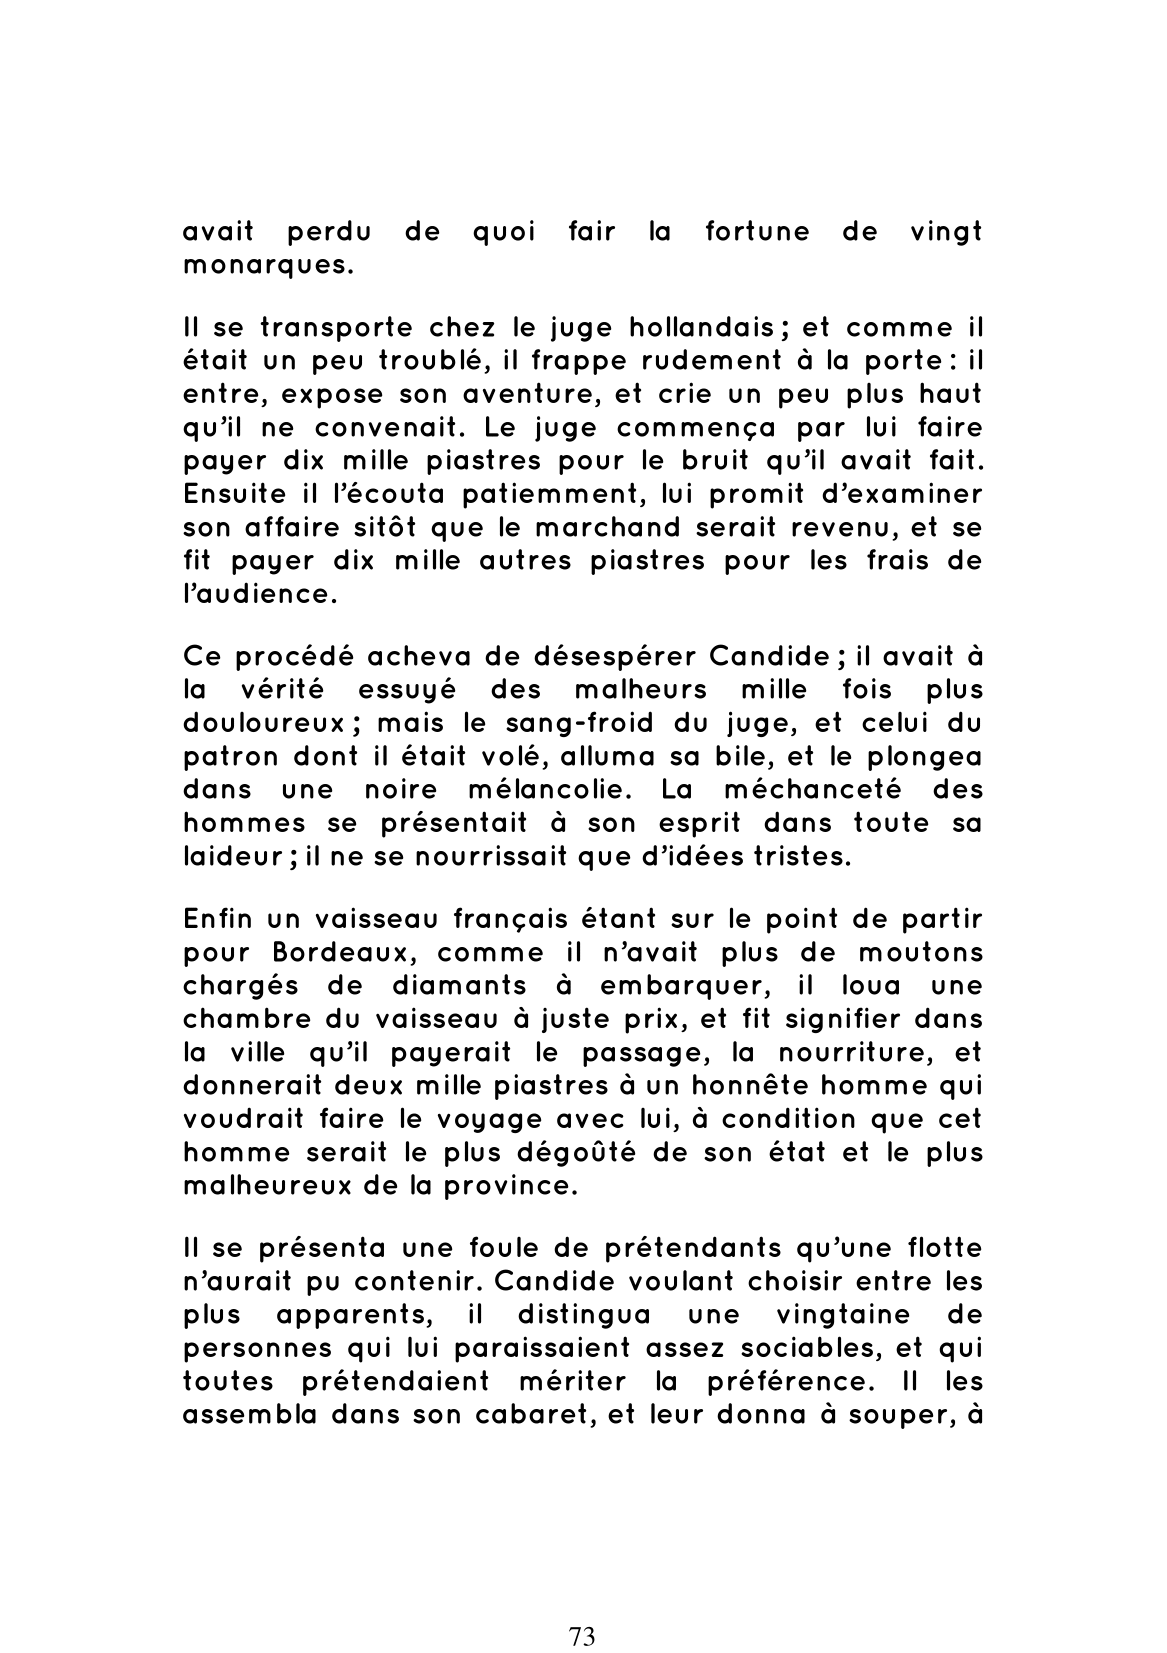 avait perdu de quoi fair la fortune de vingt
monarques.
Il se transporte chez le juge hollandais ; et comme il
était un peu troublé, il frappe rudement à la porte : il
entre, expose son aventure, et crie un peu plus haut
qu’il ne convenait. Le juge commença par lui faire
payer dix mille piastres pour le bruit qu’il avait fait.
Ensuite il l’écouta patiemment, lui promit d’examiner
son affaire sitôt que le marchand serait revenu, et se
fit payer dix mille autres piastres pour les frais de
l’audience.
Ce procédé acheva de désespérer Candide ; il avait à
la vérité essuyé des malheurs mille fois plus
douloureux ; mais le sang-froid du juge, et celui du
patron dont il était volé, alluma sa bile, et le plongea
dans une noire mélancolie. La méchanceté des
hommes se présentait à son esprit dans toute sa
laideur ; il ne se nourrissait que d’idées tristes.
Enfin un vaisseau français étant sur le point de partir
pour Bordeaux, comme il n’avait plus de moutons
chargés de diamants à embarquer, il loua une
chambre du vaisseau à juste prix, et fit signifier dans
la ville qu’il payerait le passage, la nourriture, et
donnerait deux mille piastres à un honnête homme qui
voudrait faire le voyage avec lui, à condition que cet
homme serait le plus dégoûté de son état et le plus
malheureux de la province.
Il se présenta une foule de prétendants qu’une flotte
n’aurait pu contenir. Candide voulant choisir entre les
plus apparents, il distingua une vingtaine de
personnes qui lui paraissaient assez sociables, et qui
toutes prétendaient mériter la préférence. Il les
assembla dans son cabaret, et leur donna à souper, à
73